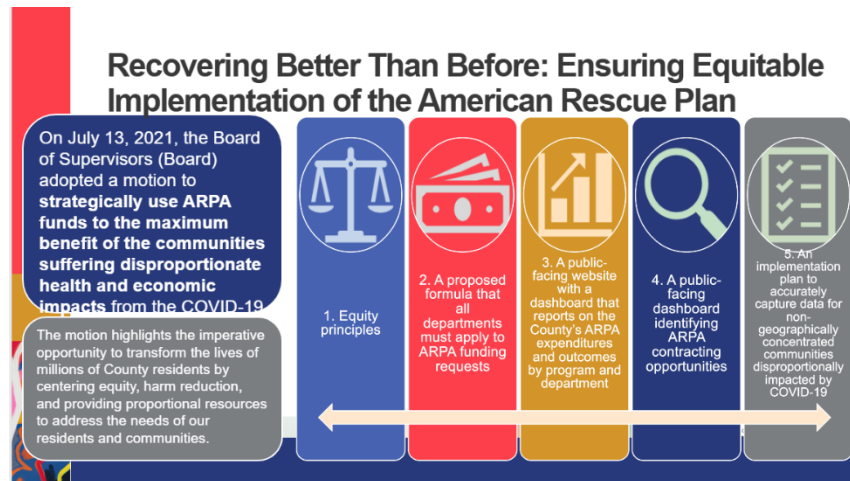 Recovering Better Than Before: Ensuring Equitable
Implementation of the American Rescue Plan
On July 13, 2021, the Board
of Supervisors (Board)
adopted a motion to
strategically use ARPA
funds to the maximum
benefit of the communities
suffering disproportionate
health and economic
impacts from the COVID-19
The motion highlights the imperative
opportunity to transform the lives of
millions of County residents by
centering equity, harm reduction,
and providing proportional resources
to address the needs of our
residents and communities.
1. Equity
principles
2. A proposed
formula that
all
departments
must apply to
ARPA funding
requests
3. A public-
facing website
with a
dashboard that
reports on the
County's ARPA
expenditures
and outcomes
by program and
department
4. A public-
facing
dashboard
identifying
ARPA
contracting
opportunities
5. An
implementation
plan to
accurately
capture data for
non-
geographically
concentrated
communities
disproportionally
impacted by
COVID-19